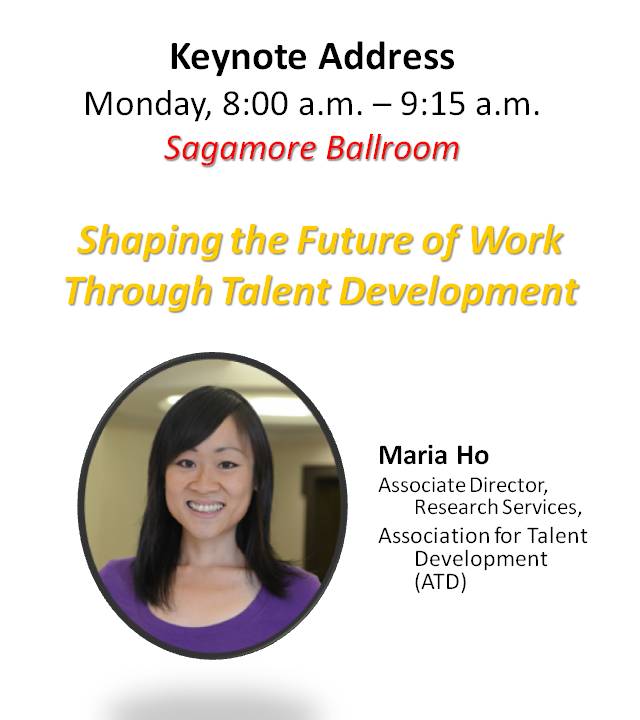 Keynote Address
Monday, 8:00 a.m. – 9:15 a.m.
Sagamore Ballroom
Shaping the Future of Work
Through Talent Development
Maria Ho
Associate Director,
Research Services,
Association for Talent
Development
(ATD)